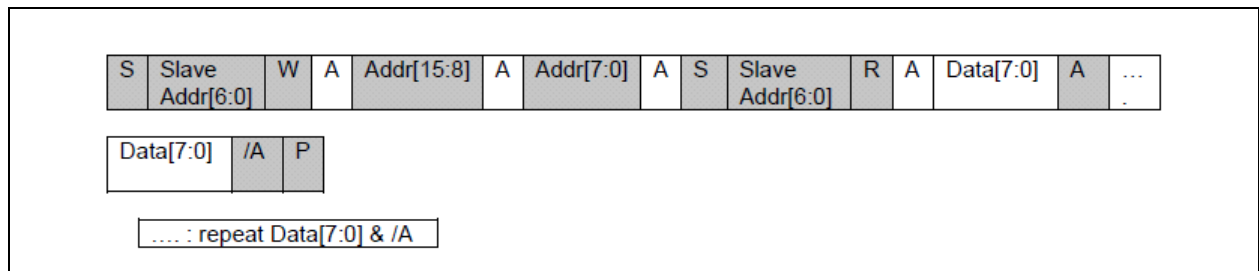 S Slave W A Addr[15:8] A Addr[7:0] A S Slave R A Data[7:0] A …
Addr[6:0] Addr[6:0] .
Data[7:0] /A P
.... : repeat Data[7:0] & /A